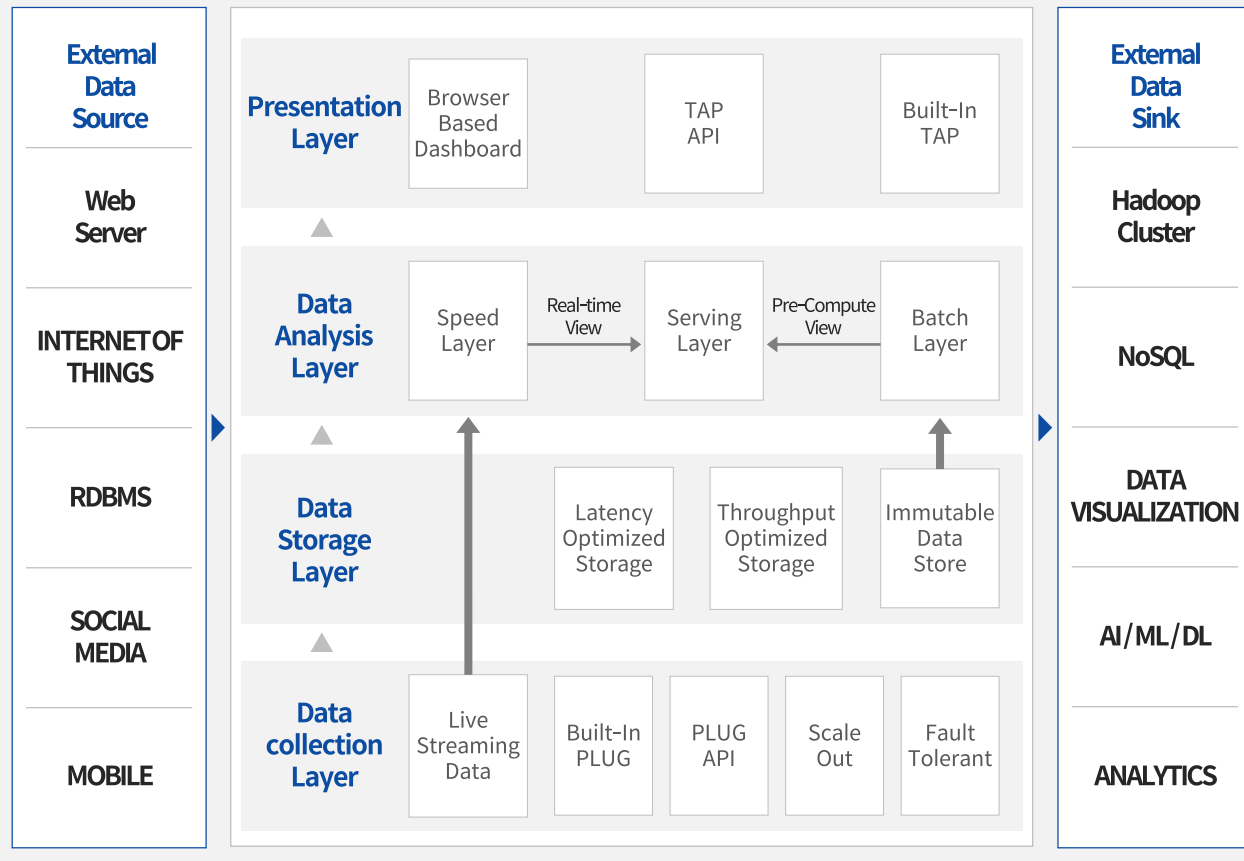 External
Data
Source
Web
Server
INTERNET OF
THINGS
RDBMS
SOCIAL
MEDIA
MOBILE
Presentation
Layer
Browser
Based
Dashboard
TAP
API
Built-In
TAP
Data
Analysis
Layer
Speed
Layer
Real-time
View
Serving
Layer
Pre-Compute
View
Batch
Layer
Data
Storage
Layer
Latency
Optimized
Storage
Throughput
Optimized
Storage
Immutable
Data
Store
Data
collection
Layer
Live
Streaming
Data
Built-In
PLUG
PLUG
API
Scale
Out
Fault
Tolerant
External
Data
Sink
Hadoop
Cluster
NoSQL
DATA
VISUALIZATION
AI / ML / DL
ANALYTICS